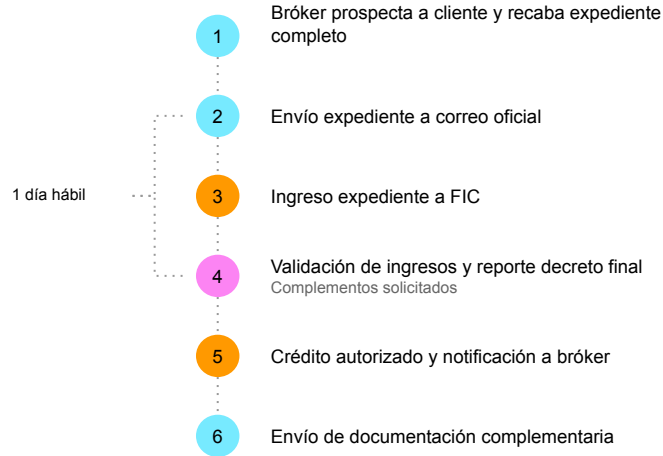 1
Bróker prospecta a cliente y recaba expediente
completo
2
Envío expediente a correo oficial
1 día hábil
3
Ingreso expediente a FIC
4
Validación de ingresos y reporte decreto final
Complementos solicitados
5
Crédito autorizado y notificación a bróker
6
Envío de documentación complementaria